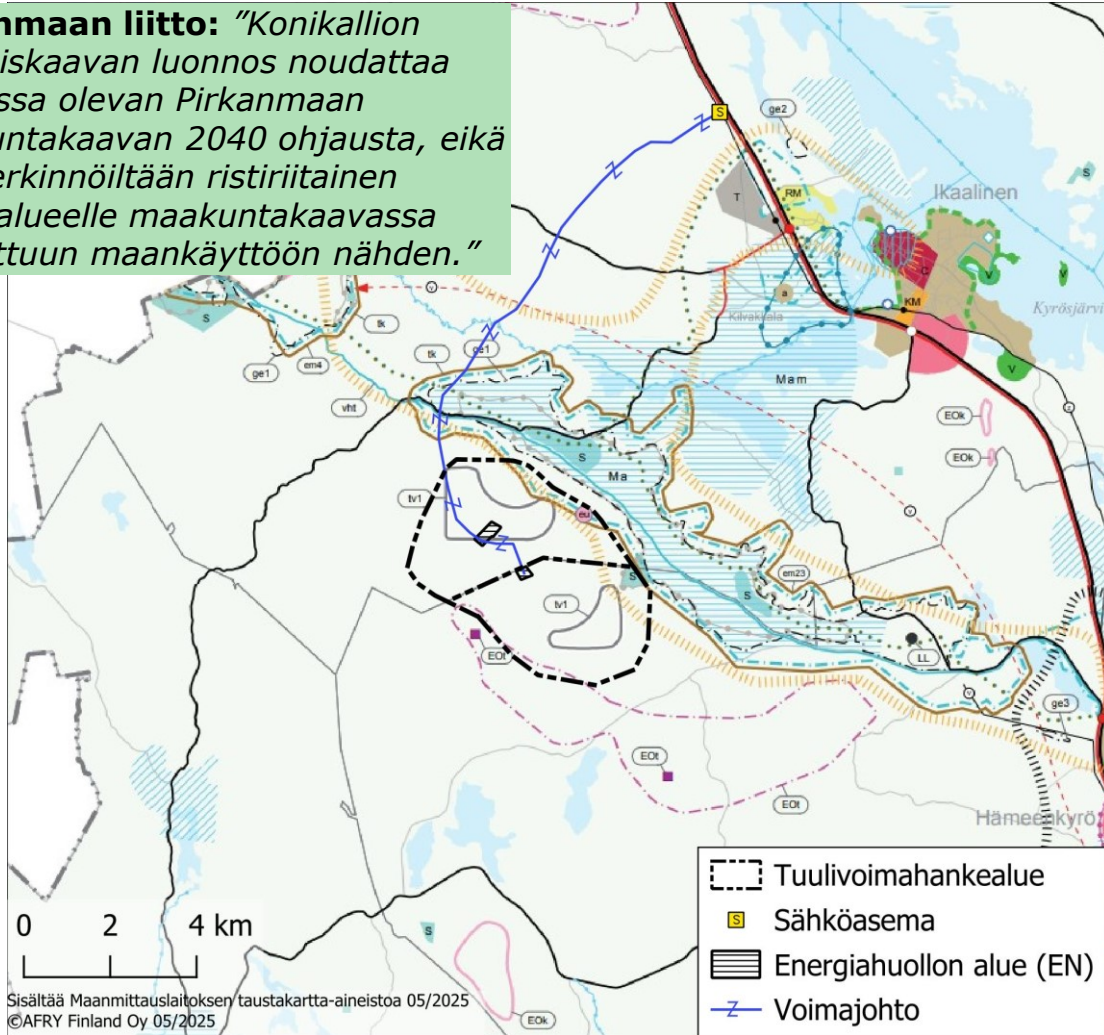 nmaan liitto: "Konikallion
iskaavan luonnos noudattaa
ssa olevan Pirkanmaan
untakaavan 2040 ohjausta, eikä
erkinnöiltään ristiriitainen
alueelle maakuntakaavassa
ttuun maankäyttöön nähden."
S
ge2
S
Ikaalinen
T
RM
C
V
V
a
KM
Kilvakkala
Kyrösjärvi
v
S
tk
tk
ge1
ge1
em4
Mam
V
vht
EOk
z
S
EOk
Ma
tv1
eu
v
em23
S
S
tv1
EOt
LL
v
ge3
EOt
EOt
Hämeenkyrö
S
EOk
Tuulivoimahankealue
S Sähköasema
Energiahuollon alue (EN)
Z Voimajohto
0 2 4 km
Sisältää Maanmittauslaitoksen taustakartta-aineistoa 05/2025
©AFRY Finland Oy 05/2025